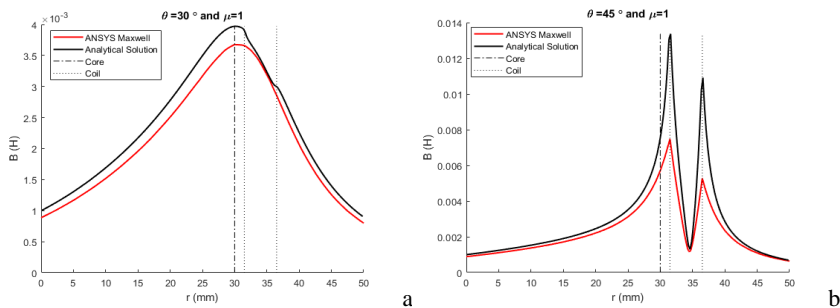 θ =30 ° and μ=1
×10⁻³
4
3.5
3
2.5
2
1.5
1
0.5
0
B (H)
ANSYS Maxwell
Analytical Solution
Core
Coil
0 5 10 15 20 25 30 35 40 45 50
r (mm)
a
θ =45 ° and μ=1
0.014
0.012
0.01
0.008
0.006
0.004
0.002
0
B (H)
ANSYS Maxwell
Analytical Solution
Core
Coil
0 5 10 15 20 25 30 35 40 45 50
r (mm)
b